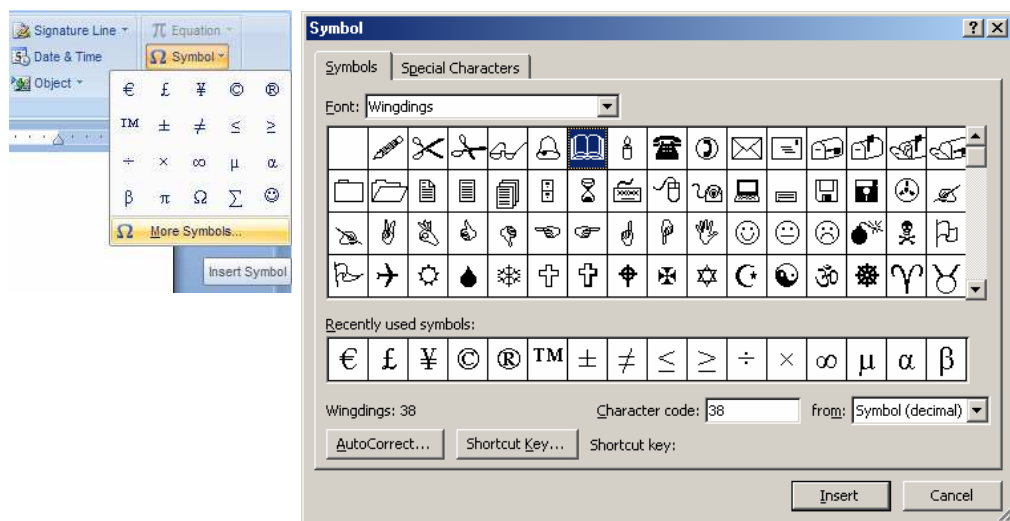 Signature Line
π Equation
Date & Time
Ω Symbol
Object
€ £ ¥ © ®
TM ± ≠ ≤ ≥
÷ × ∞ µ α
β π Ω ∑ ☺
Ω More Symbols...
Insert Symbol
Symbol
Symbols Special Characters
Font: Wingdings
Recently used symbols:
€ £ ¥ © ® TM ± ≠ ≤ ≥ ÷ × ∞ µ α β
Wingdings: 38 Character code: 38 from: Symbol (decimal)
AutoCorrect... Shortcut Key... Shortcut key:
Insert Cancel